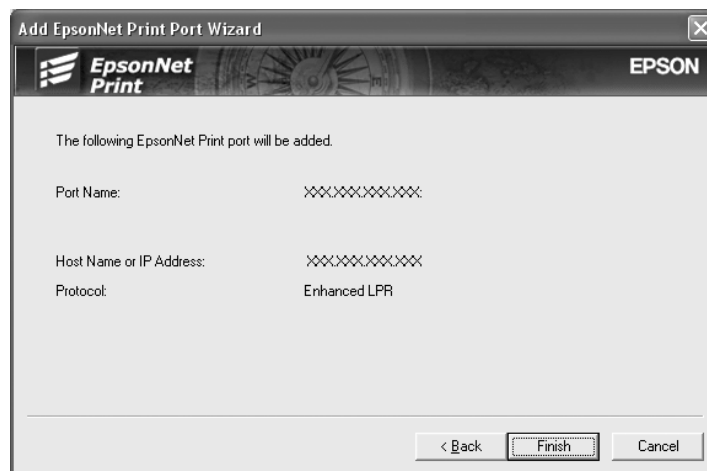 Add EpsonNet Print Port Wizard
EpsonNet
Print
EPSON
The following EpsonNet Print port will be added.
Port Name: XXX.XXX.XXX.XXX:
Host Name or IP Address: XXX.XXX.XXX.XXX
Protocol: Enhanced LPR
< Back Finish Cancel